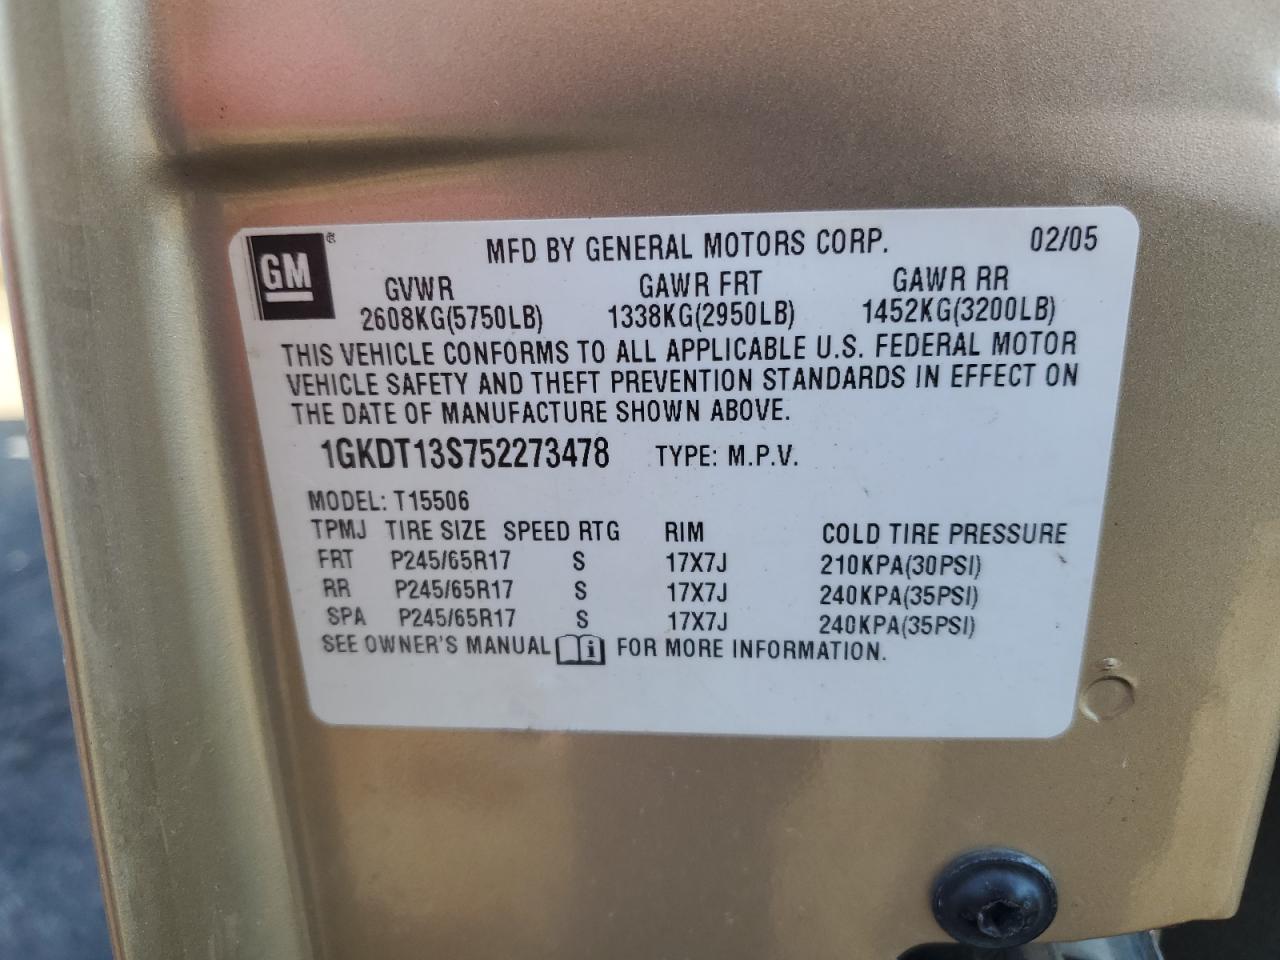 GM ®
MFD BY GENERAL MOTORS CORP. 02/05
GVWR GAWR FRT GAWR RR
2608KG(5750LB) 1338KG(2950LB) 1452KG(3200LB)
THIS VEHICLE CONFORMS TO ALL APPLICABLE U.S. FEDERAL MOTOR
VEHICLE SAFETY AND THEFT PREVENTION STANDARDS IN EFFECT ON
THE DATE OF MANUFACTURE SHOWN ABOVE.
1GKDT13S752273478 TYPE: M.P.V.
MODEL: T15506
TPMJ TIRE SIZE SPEED RTG RIM COLD TIRE PRESSURE
FRT P245/65R17 S 17X7J 210KPA(30PSI)
RR P245/65R17 S 17X7J 240KPA(35PSI)
SPA P245/65R17 S 17X7J 240KPA(35PSI)
SEE OWNER'S MANUAL i FOR MORE INFORMATION.